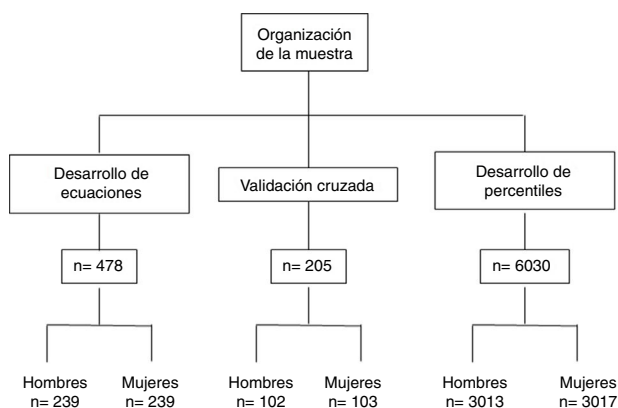 Organización
de la muestra
Desarrollo de
ecuaciones
Validación cruzada
Desarrollo de
percentiles
n= 478
n= 205
n= 6030
Hombres
n= 239
Mujeres
n= 239
Hombres
n= 102
Mujeres
n= 103
Hombres
n= 3013
Mujeres
n= 3017